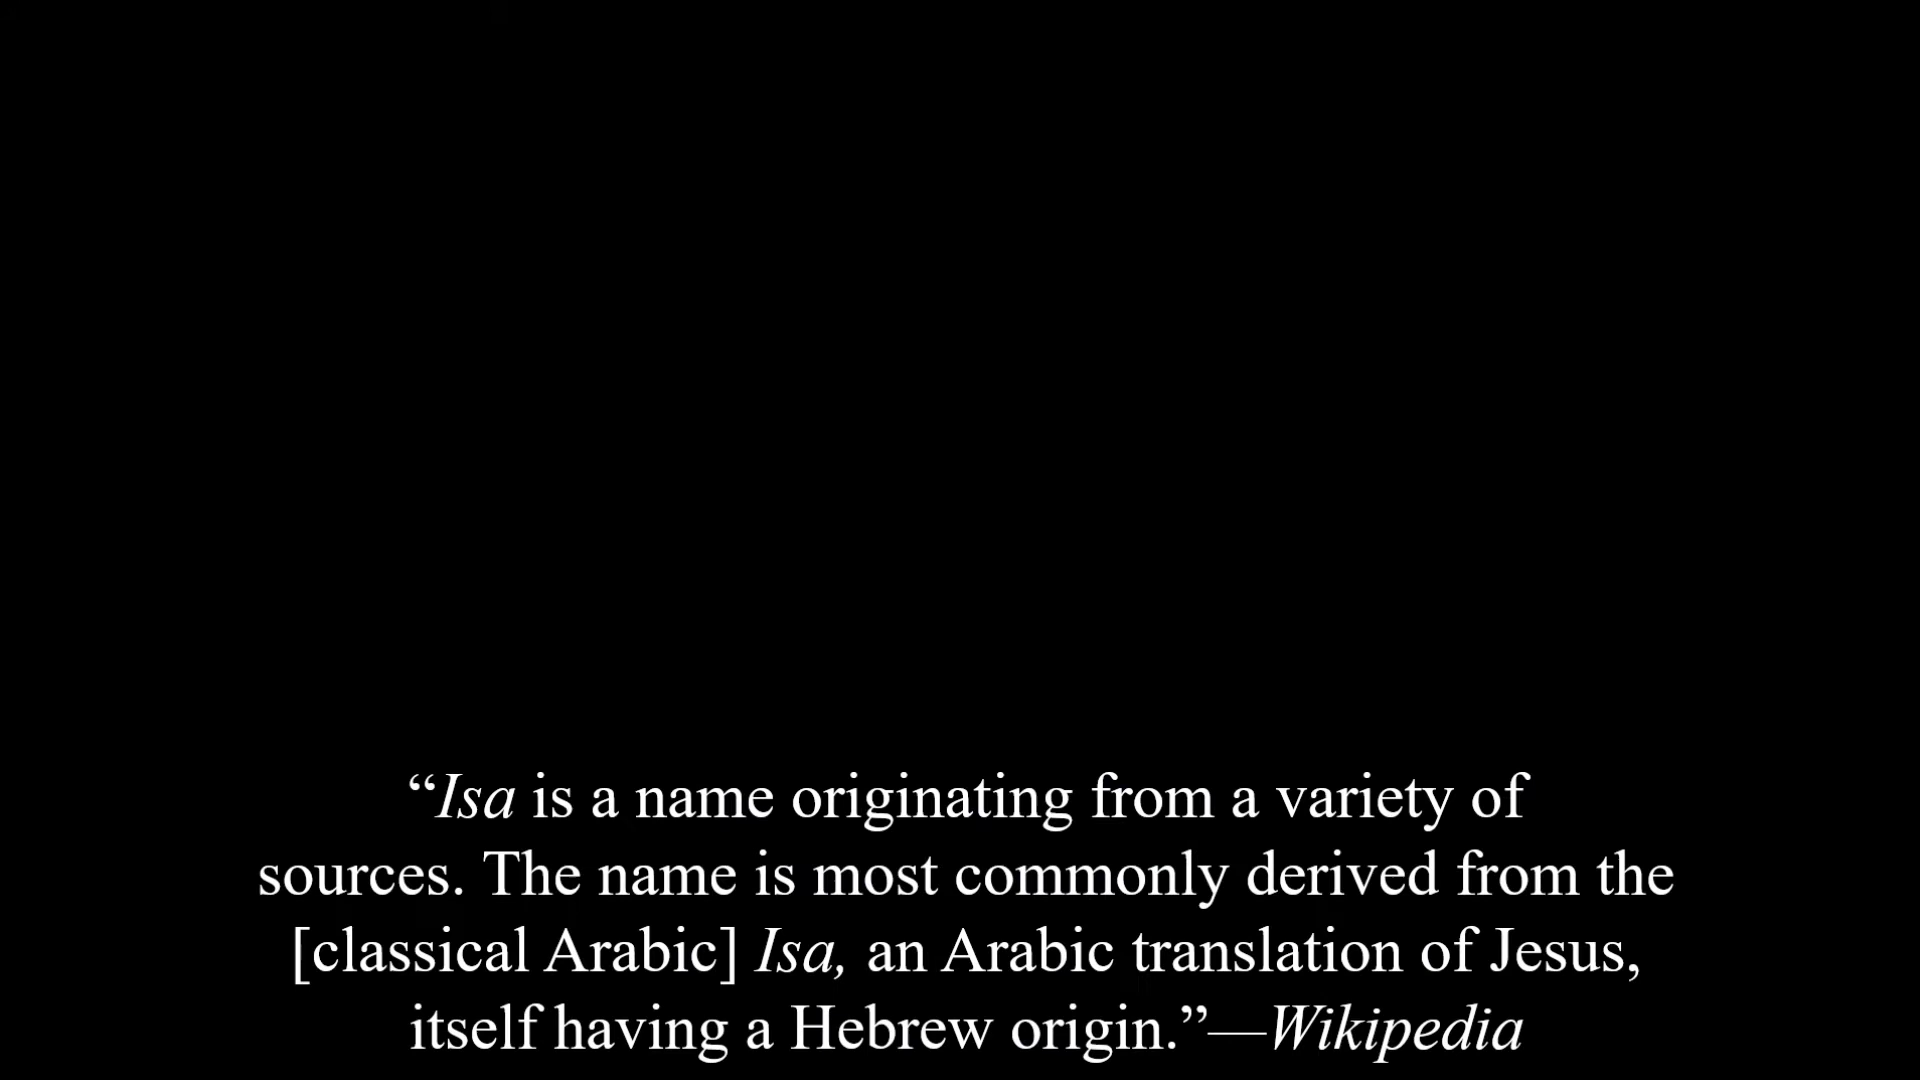 “Isa is a name originating from a variety of
sources. The name is most commonly derived from the
[classical Arabic] Isa, an Arabic translation of Jesus,
itself having a Hebrew origin.”—Wikipedia